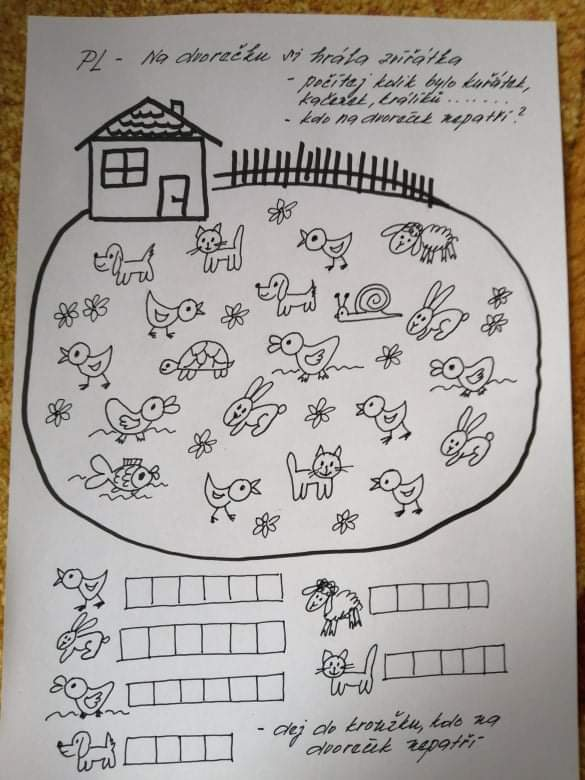 PL - Na dvorečku si hrála zvířátka
- počítej kolik bylo kuřátek,
kačenek, králíků.......
- kdo na dvoreček nepatří?
- dej do kroužku, kdo na
dvoreček nepatří